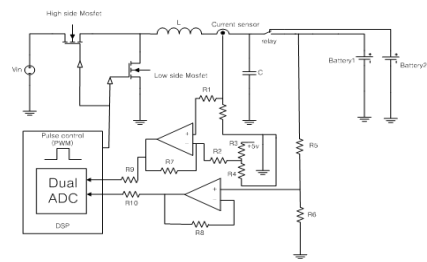 High side Mosfet
L
Current sensor
relay
Vin
Low side Mosfet
C
Battery1
Battery2
R1
Pulse control
(PWM)
R3
+5v
R5
R2
R4
R9
R7
Dual
ADC
R10
R6
R8
DSP